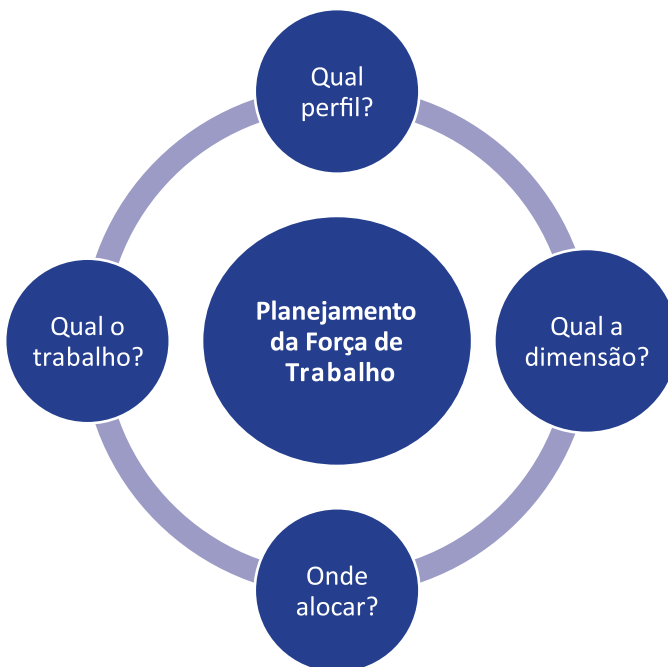 Qual
perfil?
Qual o
trabalho?
Planejamento
da Força de
Trabalho
Qual a
dimensão?
Onde
alocar?